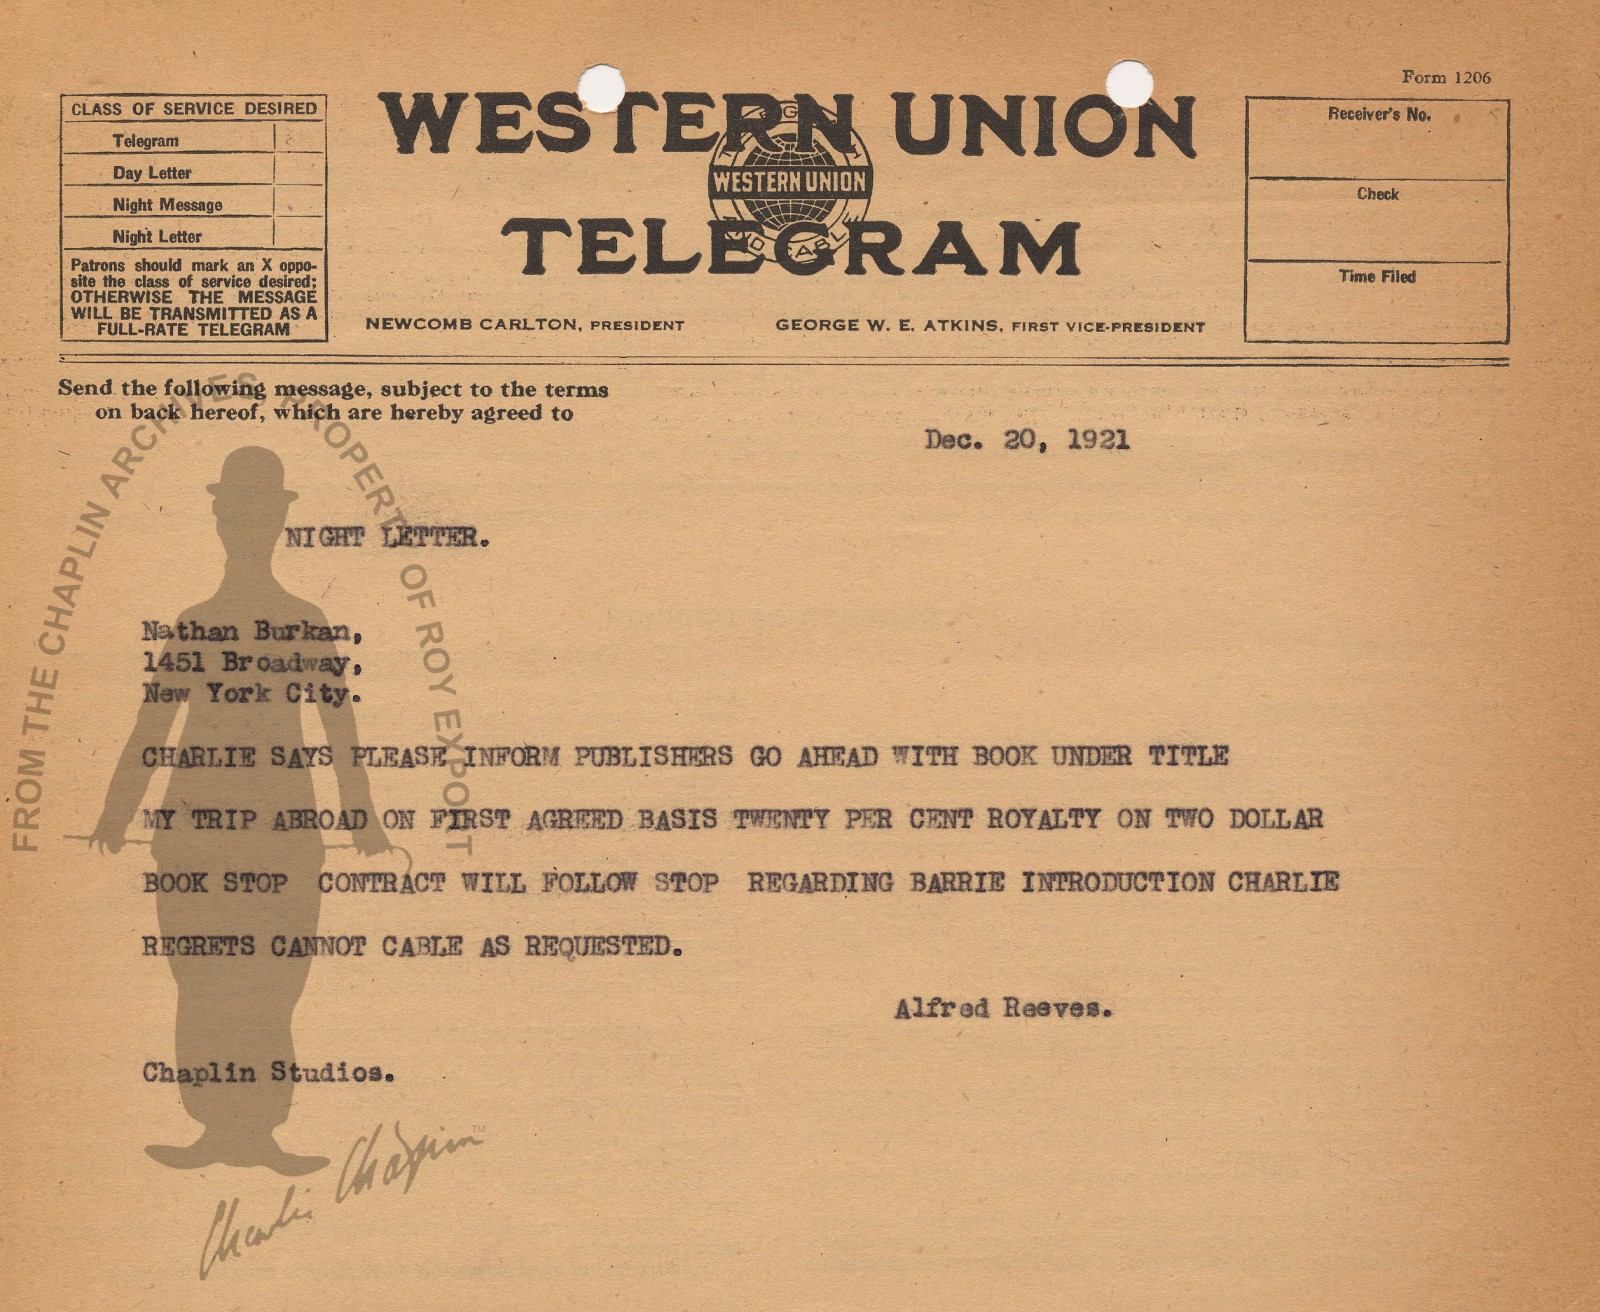 Form 1206
CLASS OF SERVICE DESIRED
Telegram
Day Letter
Night Message
Night Letter
Patrons should mark an X oppo-
site the class of service desired;
OTHERWISE THE MESSAGE
WILL BE TRANSMITTED AS A
FULL-RATE TELEGRAM
WESTERN UNION
WESTERN UNION
TELEGRAM
NEWCOMB CARLTON, PRESIDENT
GEORGE W. E. ATKINS, FIRST VICE-PRESIDENT
Receiver's No.
Check
Time Filed
Send the following message, subject to the terms
on back hereof, which are hereby agreed to
Dec. 20, 1921
NIGHT LETTER.
Nathan Burkan,
1451 Broadway,
New York City.
CHARLIE SAYS PLEASE INFORM PUBLISHERS GO AHEAD WITH BOOK UNDER TITLE
MY TRIP ABROAD ON FIRST AGREED BASIS TWENTY PER CENT ROYALTY ON TWO DOLLAR
BOOK STOP CONTRACT WILL FOLLOW STOP REGARDING BARRIE INTRODUCTION CHARLIE
REGRETS CANNOT CABLE AS REQUESTED.
Alfred Reeves.
Chaplin Studios.
FROM THE CHAPLIN ARCHIVES, PROPERTY OF ROY EXPORT
Charlie Chaplin™